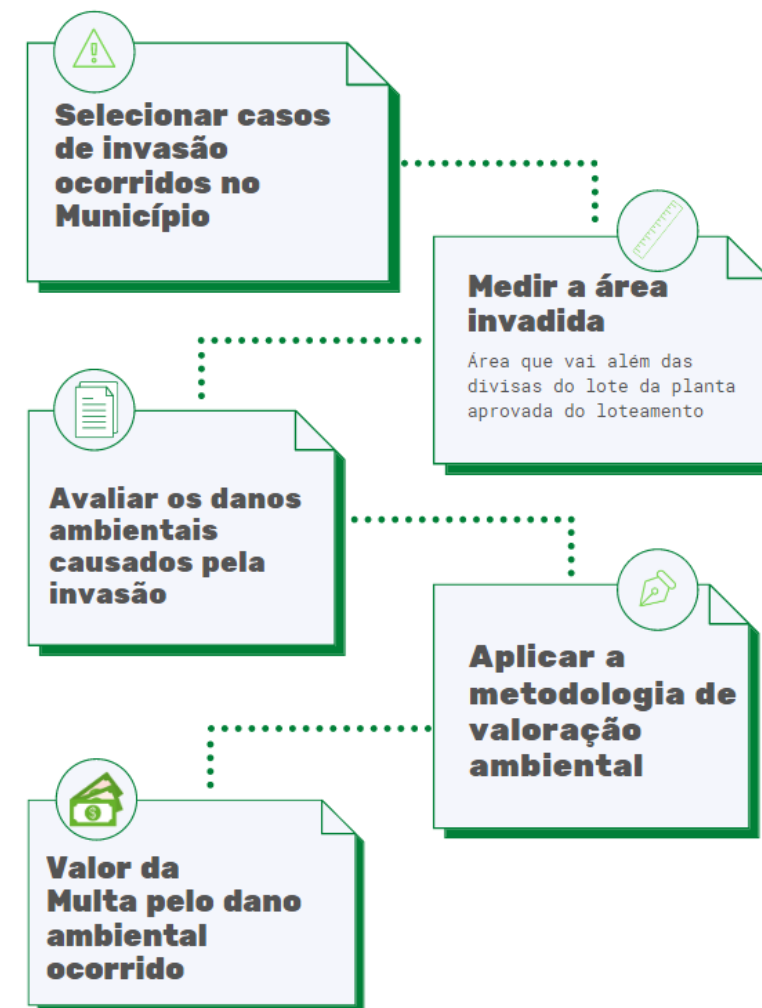 Selecionar casos
de invasão
ocorridos no
Município
Medir a área
invadida
Área que vai além das
divisas do lote da planta
aprovada do loteamento
Avaliar os danos
ambientais
causados pela
invasão
Aplicar a
metodologia de
valoração
ambiental
Valor da
Multa pelo dano
ambiental
ocorrido